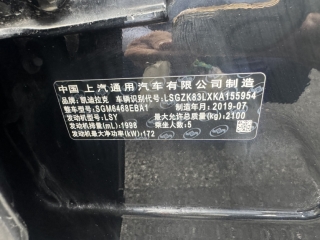 中国 上汽通用汽车有限公司制造
品牌：凯迪拉克 车辆识别代号：LSGZK83LXKA155954
整车型号：SGM6468EBA1 制造年月：2019-07
发动机型号：LSY 最大允许总质量(kg)：2100
发动机排量(mL)：1998 乘坐人数：5
发动机最大净功率(kW)：172